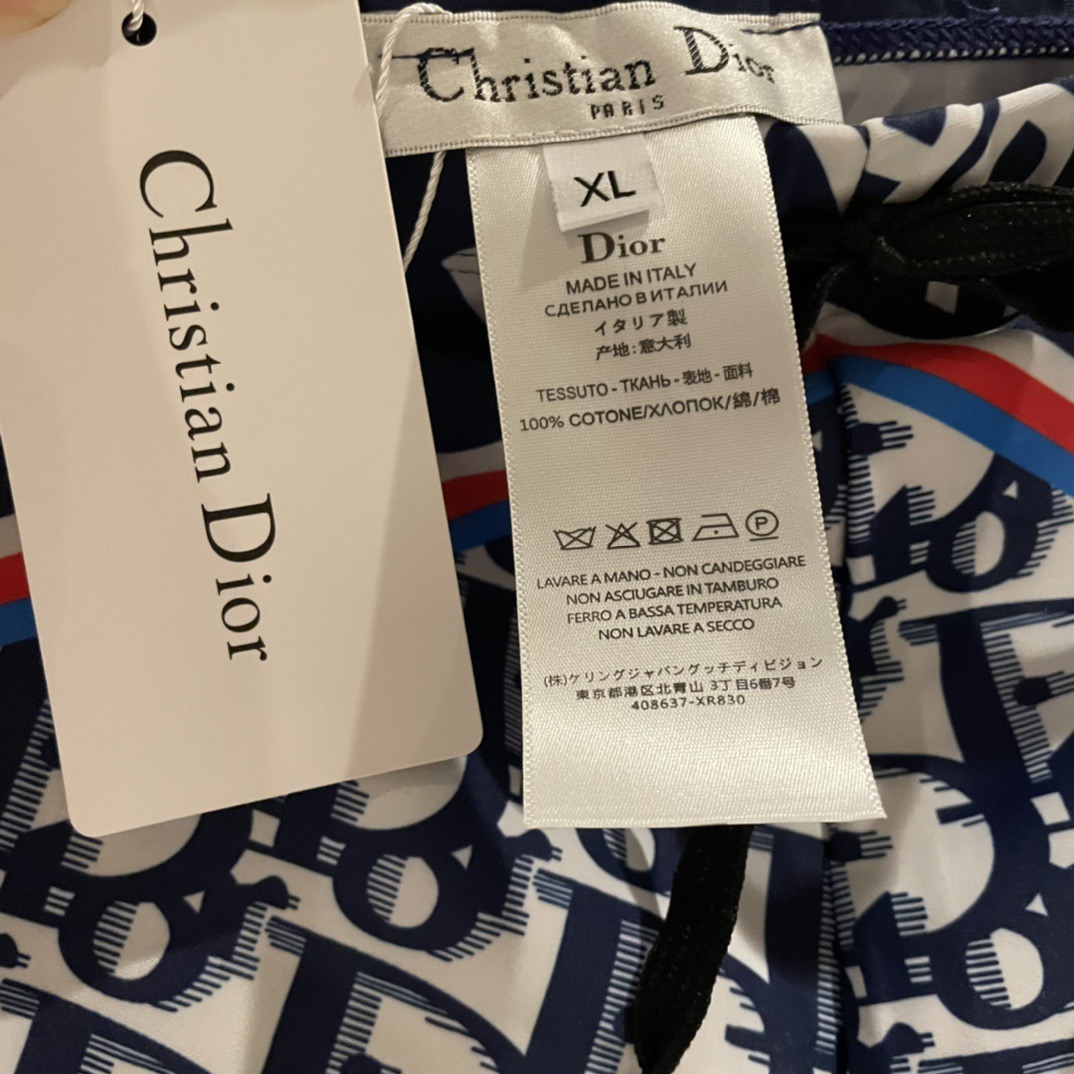 Christian Dior
Christian Dior
PARIS
XL
Dior
MADE IN ITALY
СДЕЛАНО В ИТАЛИИ
イタリア製
产地:意大利
TESSUTO - ТКАНЬ - 表地 - 面料
100% COTONE/ХЛОПОК/綿/棉
P
LAVARE A MANO - NON CANDEGGIARE
NON ASCIUGARE IN TAMBURO
FERRO A BASSA TEMPERATURA
NON LAVARE A SECCO
(株)ケリングジャパングッチディビジョン
東京都港区北青山 3丁目6番7号
408637-XR830